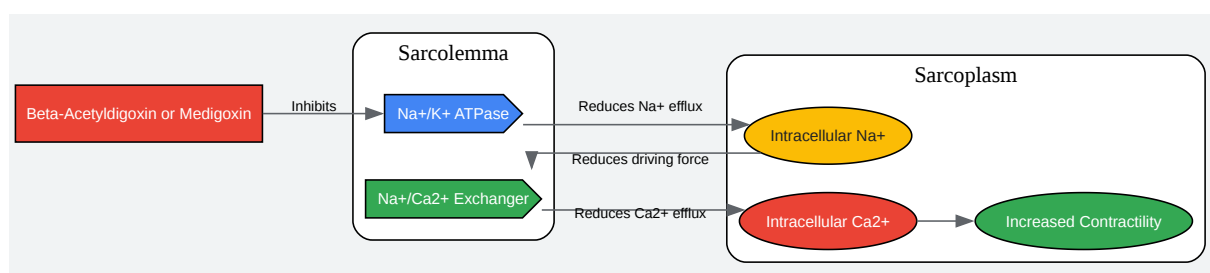 Sarcolemma
Sarcoplasm
Beta-Acetyldigoxin or Medigoxin
Inhibits
Na+/K+ ATPase
Reduces Na+ efflux
Intracellular Na+
Reduces driving force
Na+/Ca2+ Exchanger
Reduces Ca2+ efflux
Intracellular Ca2+
Increased Contractility